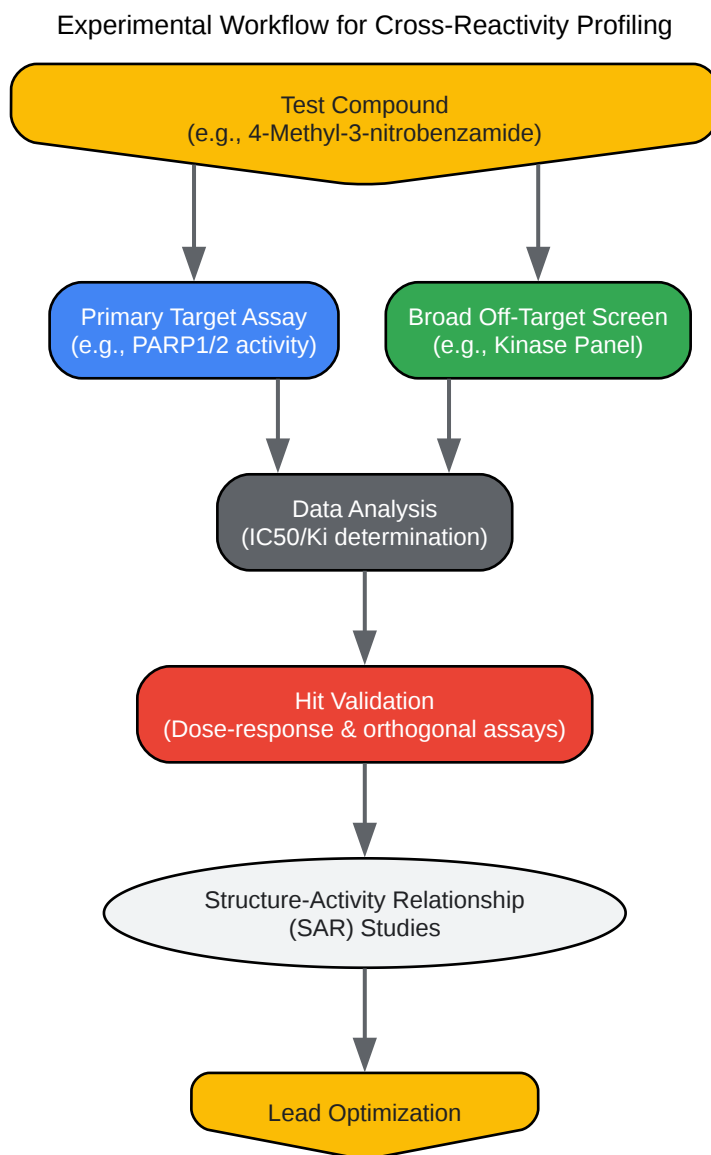 Experimental Workflow for Cross-Reactivity Profiling
Test Compound
(e.g., 4-Methyl-3-nitrobenzamide)
Primary Target Assay
(e.g., PARP1/2 activity)
Broad Off-Target Screen
(e.g., Kinase Panel)
Data Analysis
(IC50/Ki determination)
Hit Validation
(Dose-response & orthogonal assays)
Structure-Activity Relationship
(SAR) Studies
Lead Optimization